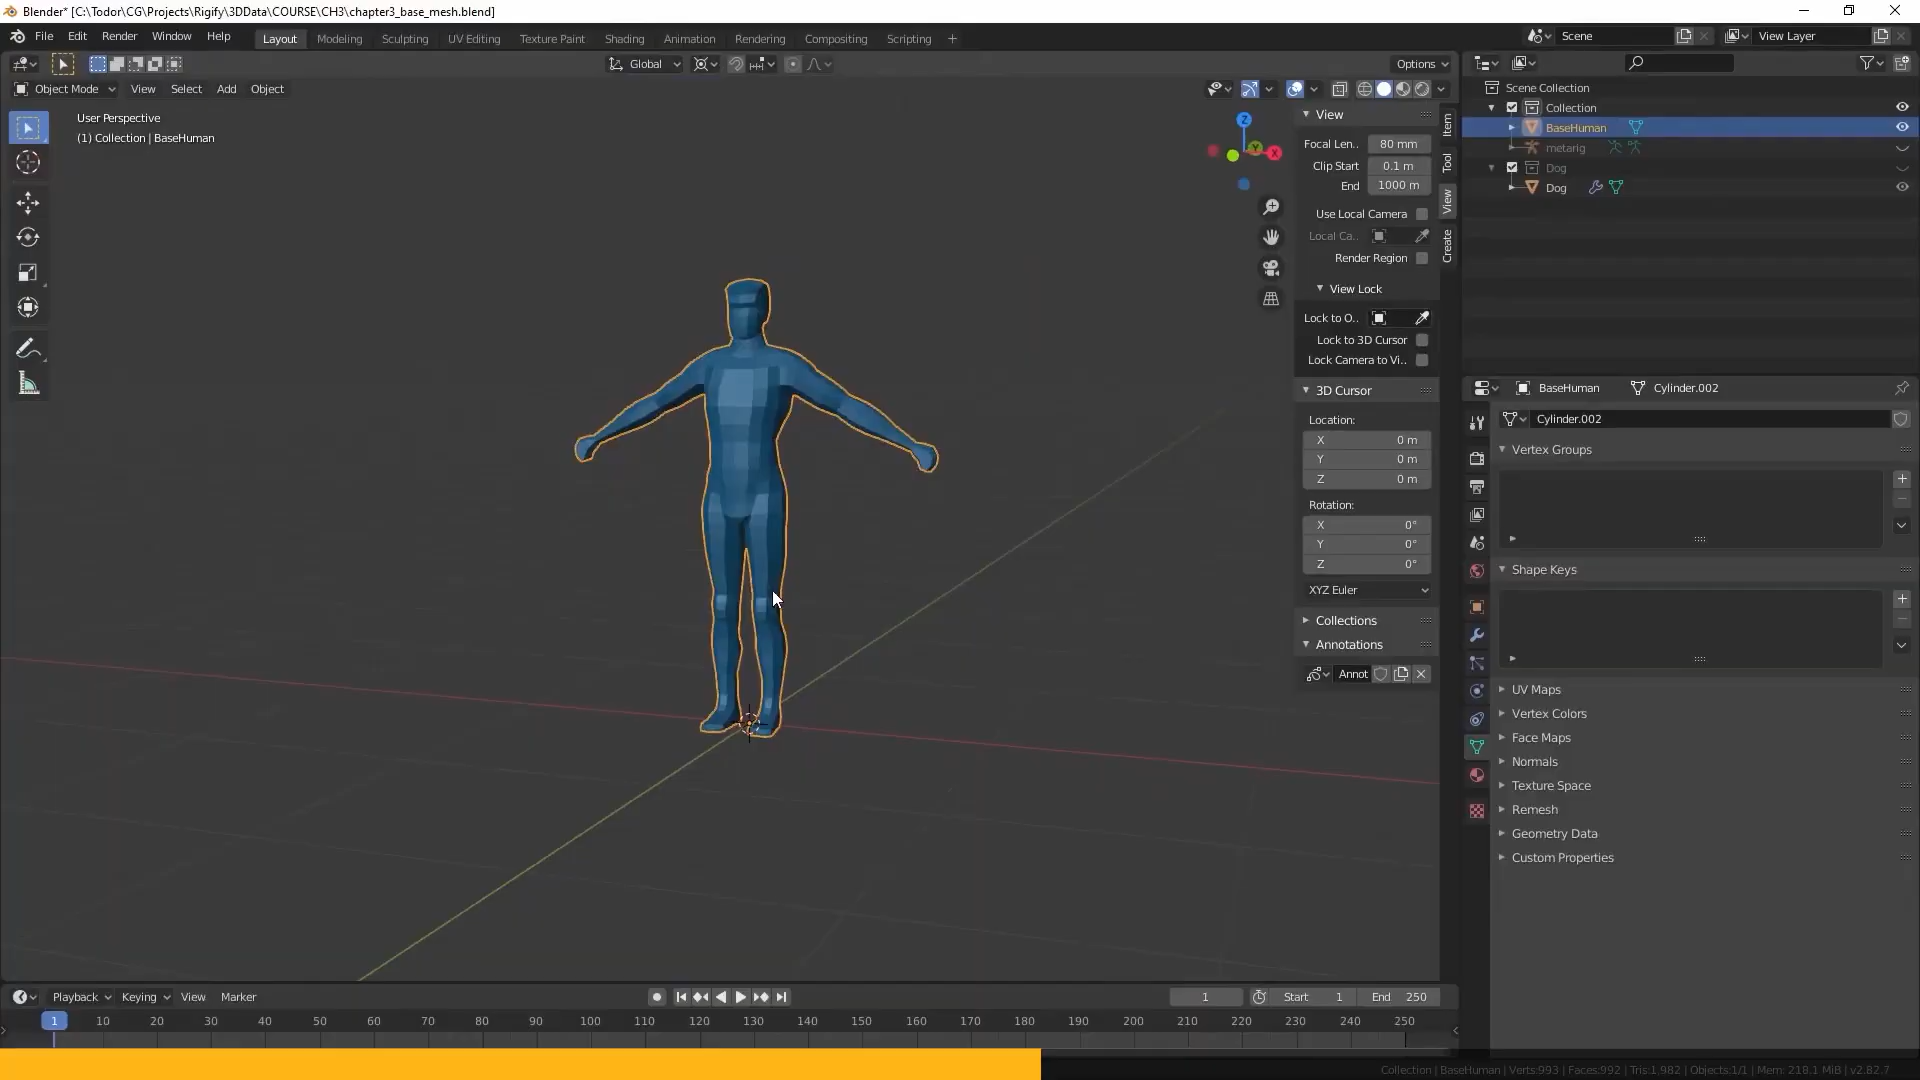 Blender* [C:\Todor\CG\Projects\Rigify\3DData\COURSE\CH3\chapter3_base_mesh.blend]
File Edit Render Window Help Layout Modeling Sculpting UV Editing Texture Paint Shading Animation Rendering Compositing Scripting + Scene View Layer
Global Options
Object Mode View Select Add Object
User Perspective
(1) Collection | BaseHuman
Z
Y
X
View
Focal Len.. 80 mm
Clip Start 0.1 m
End 1000 m
Use Local Camera
Local Ca..
Render Region
View Lock
Lock to O..
Lock to 3D Cursor
Lock Camera to Vi..
3D Cursor
Location:
X 0 m
Y 0 m
Z 0 m
Rotation:
X 0°
Y 0°
Z 0°
XYZ Euler
Collections
Annotations
Annot
Item
Tool
View
Create
Scene Collection
Collection
BaseHuman
metarig
Dog
Dog
BaseHuman Cylinder.002
Cylinder.002
Vertex Groups
Shape Keys
UV Maps
Vertex Colors
Face Maps
Normals
Texture Space
Remesh
Geometry Data
Custom Properties
Playback Keying View Marker 1 Start 1 End 250
1 10 20 30 40 50 60 70 80 90 100 110 120 130 140 150 160 170 180 190 200 210 220 230 240 250
Collection | BaseHuman | Verts:993 | Faces:992 | Tris:1,982 | Objects:1/1 | Mem: 218.1 MiB | v2.82.7